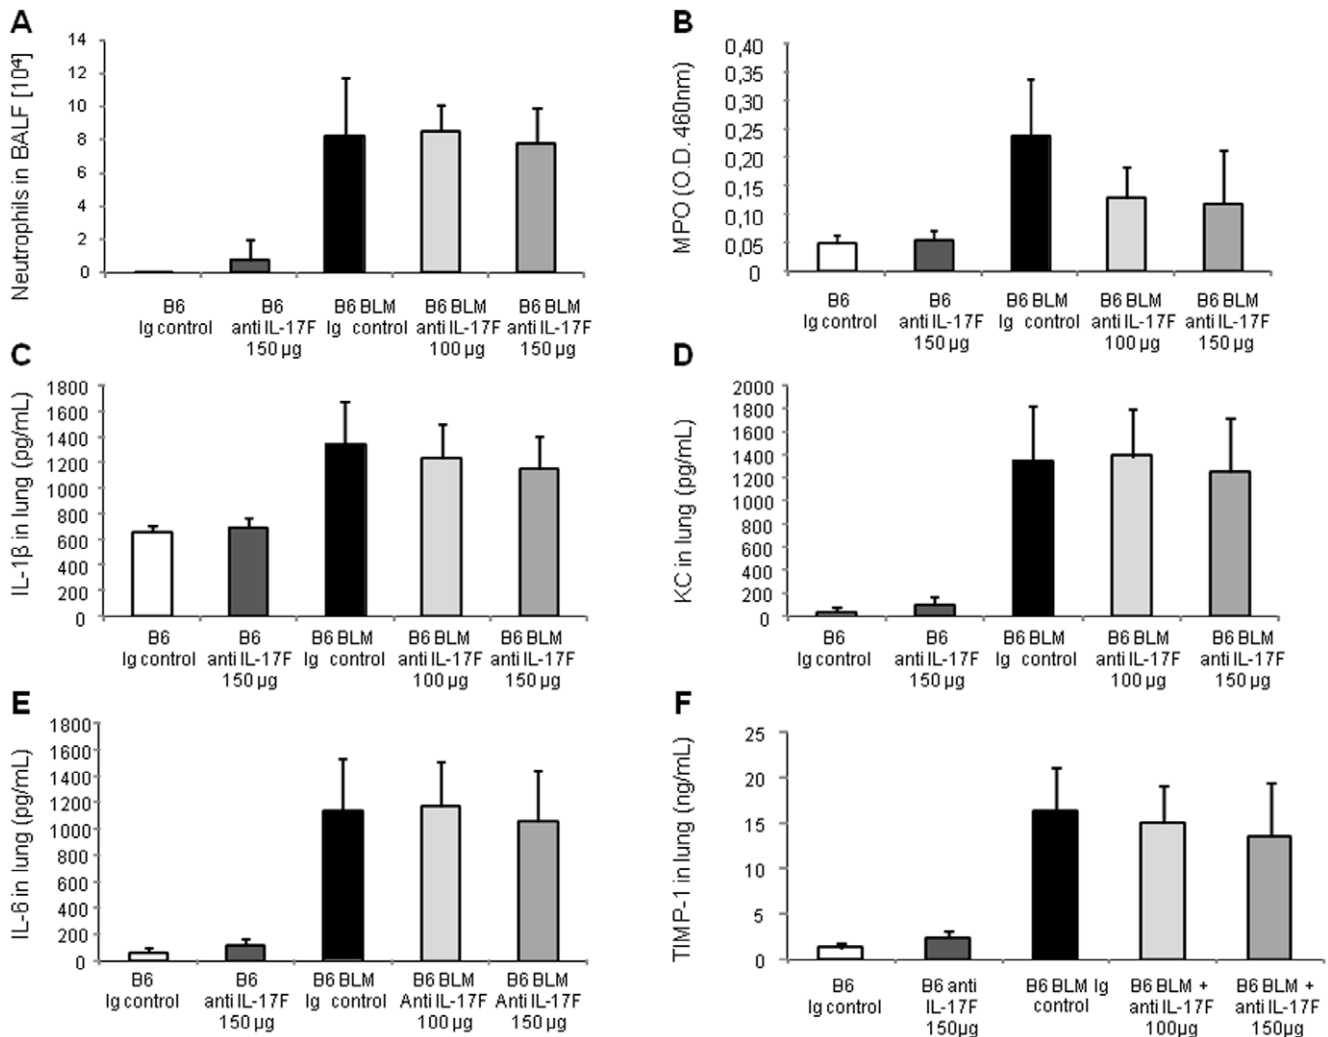 A
Neutrophils in BALF [10⁴]
14
12
10
8
6
4
2
0
B6
Ig control
B6
anti IL-17F
150 µg
B6 BLM
Ig control
B6 BLM
anti IL-17F
100 µg
B6 BLM
anti IL-17F
150 µg
B
MPO (O.D. 460nm)
0,40
0,35
0,30
0,25
0,20
0,15
0,10
0,05
0
B6
Ig control
B6
anti IL-17F
150 µg
B6 BLM
Ig control
B6 BLM
anti IL-17F
100 µg
B6 BLM
anti IL-17F
150 µg
C
IL-1β in lung (pg/mL)
1800
1600
1400
1200
1000
800
600
400
200
0
B6
Ig control
B6
anti IL-17F
150 µg
B6 BLM
Ig control
B6 BLM
anti IL-17F
100 µg
B6 BLM
anti IL-17F
150 µg
D
KC in lung (pg/mL)
2000
1800
1600
1400
1200
1000
800
600
400
200
0
B6
Ig control
B6
anti IL-17F
150 µg
B6 BLM
Ig control
B6 BLM
anti IL-17F
100 µg
B6 BLM
anti IL-17F
150 µg
E
IL-6 in lung (pg/mL)
1800
1600
1400
1200
1000
800
600
400
200
0
B6
Ig control
B6
anti IL-17F
150 µg
B6 BLM
Ig control
B6 BLM
Anti IL-17F
100 µg
B6 BLM
Anti IL-17F
150 µg
F
TIMP-1 in lung (ng/mL)
25
20
15
10
5
0
B6
Ig control
B6 anti
IL-17F
150µg
B6 BLM Ig
control
B6 BLM +
anti IL-17F
100µg
B6 BLM +
anti IL-17F
150µg